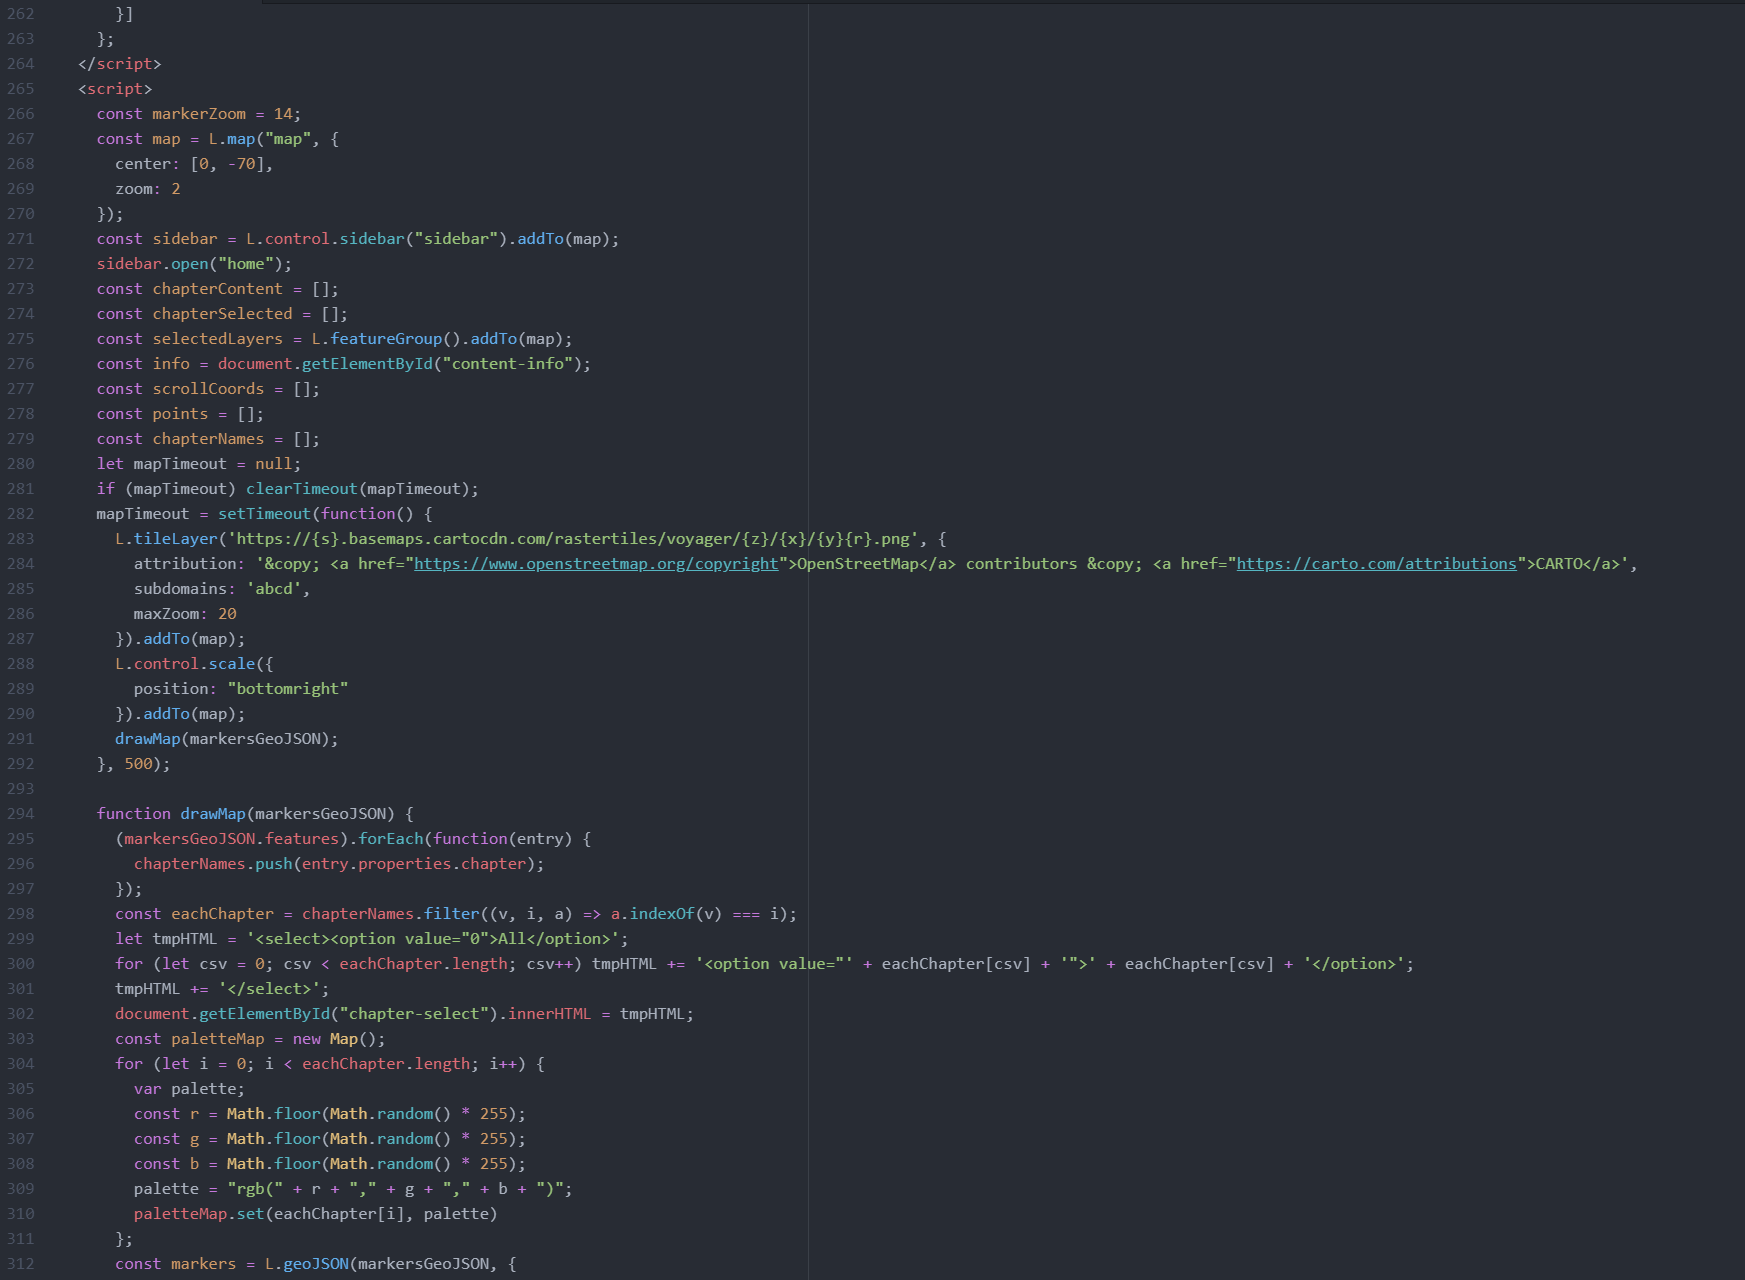 262 }]
263 };
264 </script>
265 <script>
266 const markerZoom = 14;
267 const map = L.map("map", {
268 center: [0, -70],
269 zoom: 2
270 });
271 const sidebar = L.control.sidebar("sidebar").addTo(map);
272 sidebar.open("home");
273 const chapterContent = [];
274 const chapterSelected = [];
275 const selectedLayers = L.featureGroup().addTo(map);
276 const info = document.getElementById("content-info");
277 const scrollCoords = [];
278 const points = [];
279 const chapterNames = [];
280 let mapTimeout = null;
281 if (mapTimeout) clearTimeout(mapTimeout);
282 mapTimeout = setTimeout(function() {
283 L.tileLayer('https://{s}.basemaps.cartocdn.com/rastertiles/voyager/{z}/{x}/{y}{r}.png', {
284 attribution: '&copy; <a href="https://www.openstreetmap.org/copyright">OpenStreetMap</a> contributors &copy; <a href="https://carto.com/attributions">CARTO</a>',
285 subdomains: 'abcd',
286 maxZoom: 20
287 }).addTo(map);
288 L.control.scale({
289 position: "bottomright"
290 }).addTo(map);
291 drawMap(markersGeoJSON);
292 }, 500);
293
294 function drawMap(markersGeoJSON) {
295 (markersGeoJSON.features).forEach(function(entry) {
296 chapterNames.push(entry.properties.chapter);
297 });
298 const eachChapter = chapterNames.filter((v, i, a) => a.indexOf(v) === i);
299 let tmpHTML = '<select><option value="0">All</option>';
300 for (let csv = 0; csv < eachChapter.length; csv++) tmpHTML += '<option value="' + eachChapter[csv] + '">' + eachChapter[csv] + '</option>';
301 tmpHTML += '</select>';
302 document.getElementById("chapter-select").innerHTML = tmpHTML;
303 const paletteMap = new Map();
304 for (let i = 0; i < eachChapter.length; i++) {
305 var palette;
306 const r = Math.floor(Math.random() * 255);
307 const g = Math.floor(Math.random() * 255);
308 const b = Math.floor(Math.random() * 255);
309 palette = "rgb(" + r + "," + g + "," + b + ")";
310 paletteMap.set(eachChapter[i], palette)
311 };
312 const markers = L.geoJSON(markersGeoJSON, {